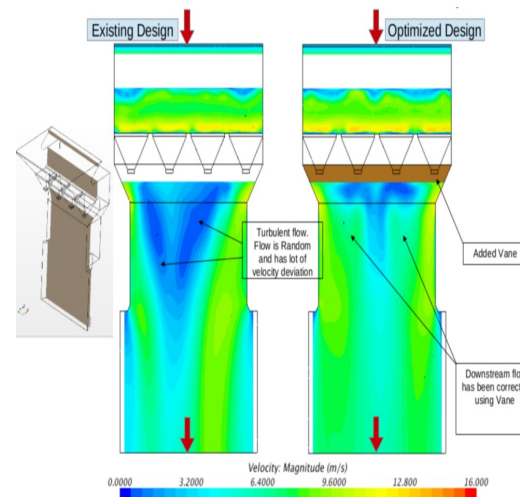 Existing Design
Optimized Design
Turbulent flow.
Flow is Random
and has lot of
velocity deviation
Added Vane
Downstream flo
has been correct
using Vane
Velocity: Magnitude (m/s)
0.0000 3.2000 6.4000 9.6000 12.800 16.000